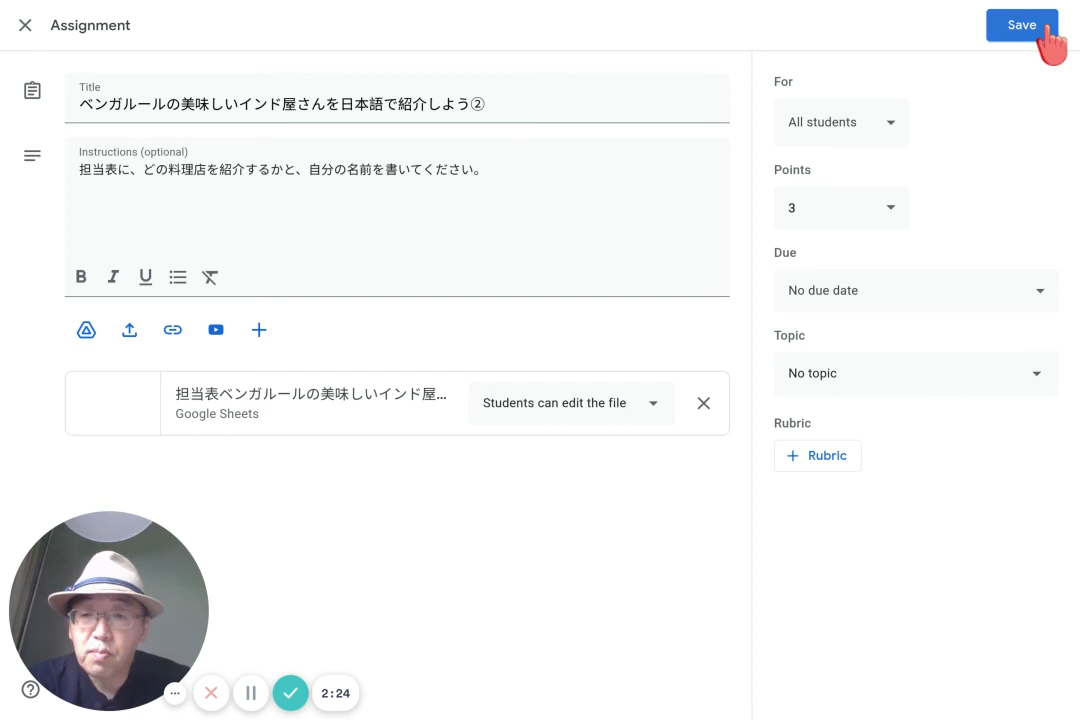 Assignment
Save
Title
ベンガルールの美味しいインド屋さんを日本語で紹介しよう②
Instructions (optional)
担当表に、どの料理店を紹介するかと、自分の名前を書いてください。
B I U
担当表ベンガルールの美味しいインド屋...
Google Sheets
Students can edit the file
For
All students
Points
3
Due
No due date
Topic
No topic
Rubric
+ Rubric
2:24